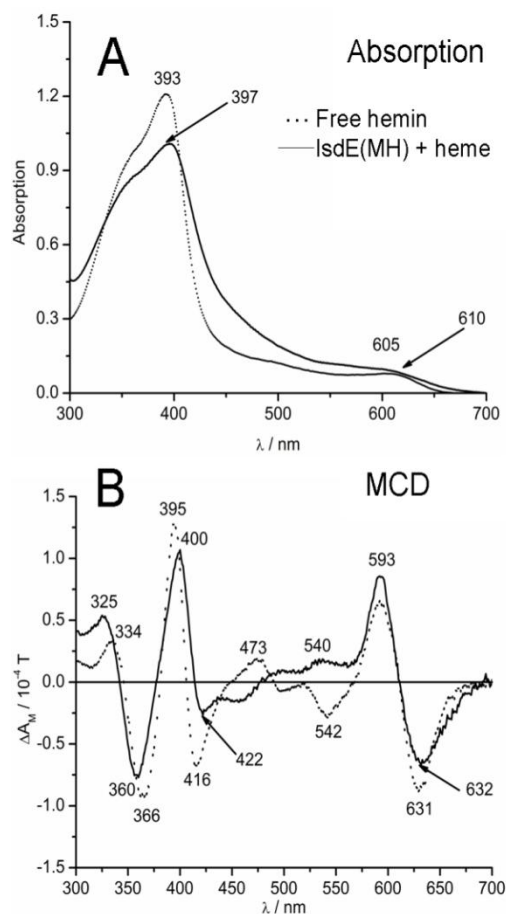 A
Absorption
393
397
··· Free hemin
— IsdE(MH) + heme
1.5
1.2
0.9
0.6
0.3
0.0
Absorption
605
610
300 400 500 600 700
λ / nm
B
MCD
1.5
1.0
0.5
0.0
-0.5
-1.0
-1.5
ΔA_M / 10⁻⁴ T
395
400
325
334
473
540
593
360
366
416
422
542
631
632
300 350 400 450 500 550 600 650 700
λ / nm